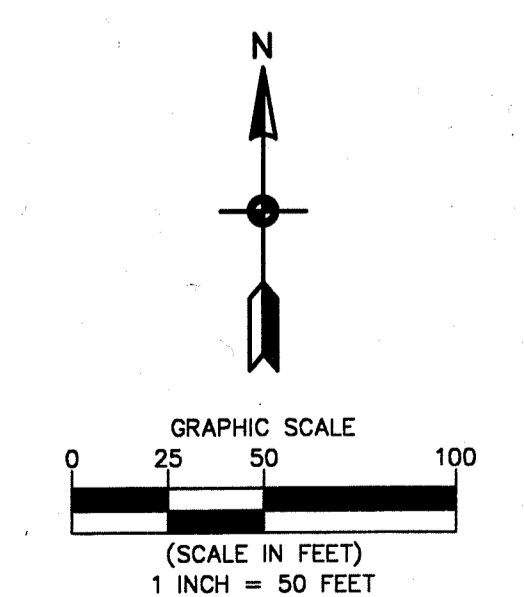 N
GRAPHIC SCALE
0 25 50 100
(SCALE IN FEET)
1 INCH = 50 FEET